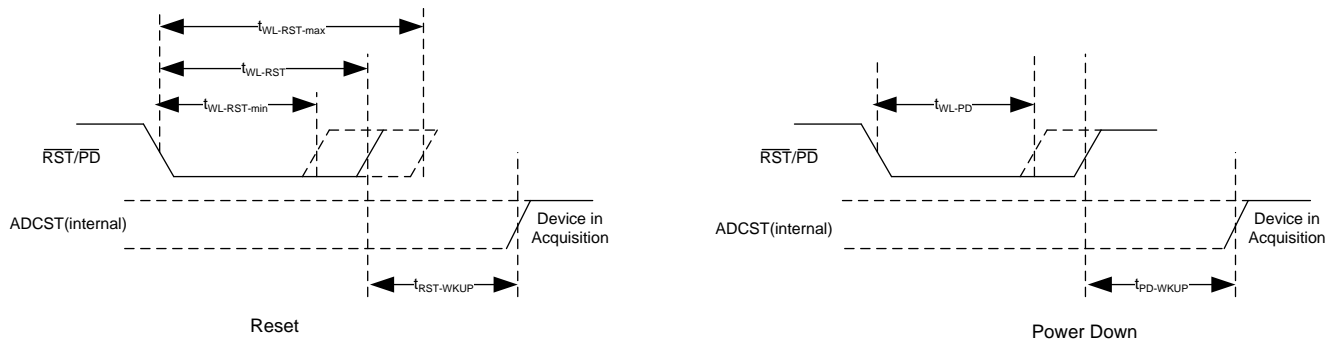 tWL-RST-max
tWL-RST
tWL-RST-min
RST/PD
ADCST(internal)
Device in
Acquisition
tRST-WKUP
Reset
tWL-PD
RST/PD
ADCST(internal)
Device in
Acquisition
tPD-WKUP
Power Down